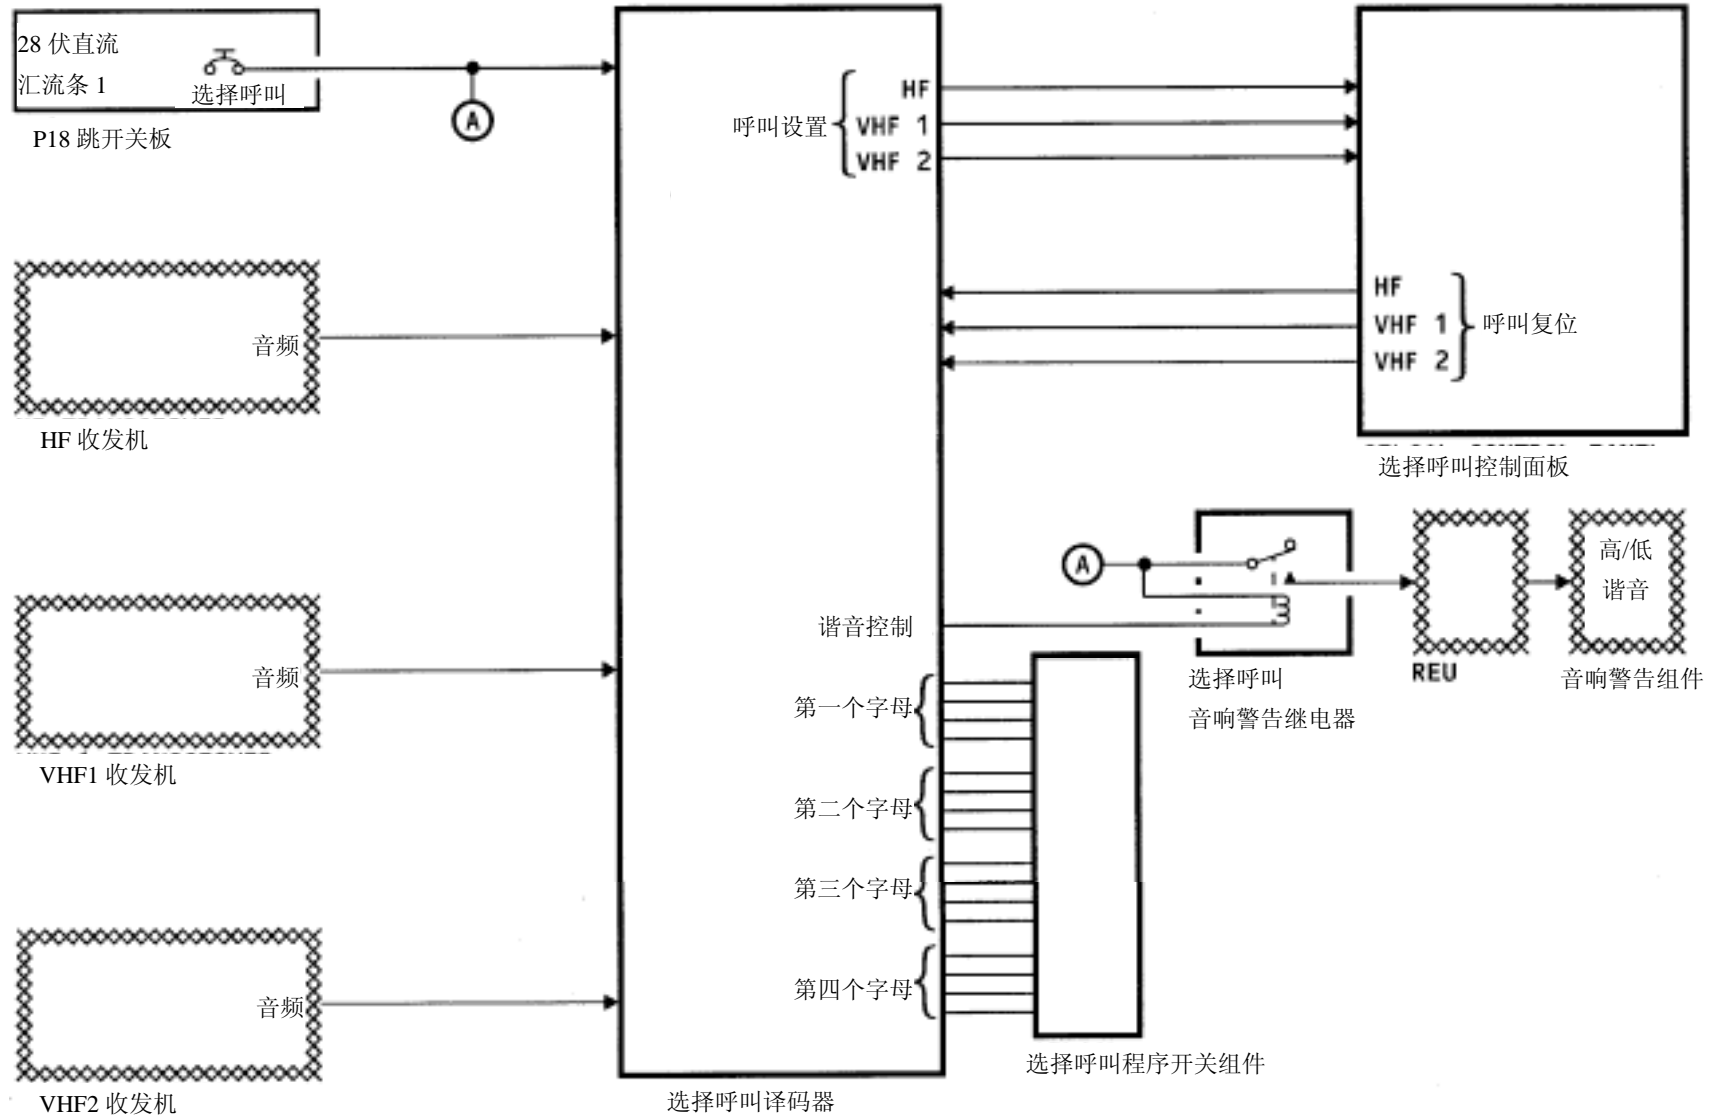 28 伏直流
汇流条 1
选择呼叫
P18 跳开关板
A
HF
呼叫设置
VHF 1
VHF 2
音频
HF 收发机
HF
VHF 1
呼叫复位
VHF 2
选择呼叫控制面板
音频
VHF1 收发机
A
高/低
谐音
谐音控制
选择呼叫
音响警告继电器
REU
音响警告组件
第一个字母
第二个字母
第三个字母
第四个字母
选择呼叫程序开关组件
音频
VHF2 收发机
选择呼叫译码器